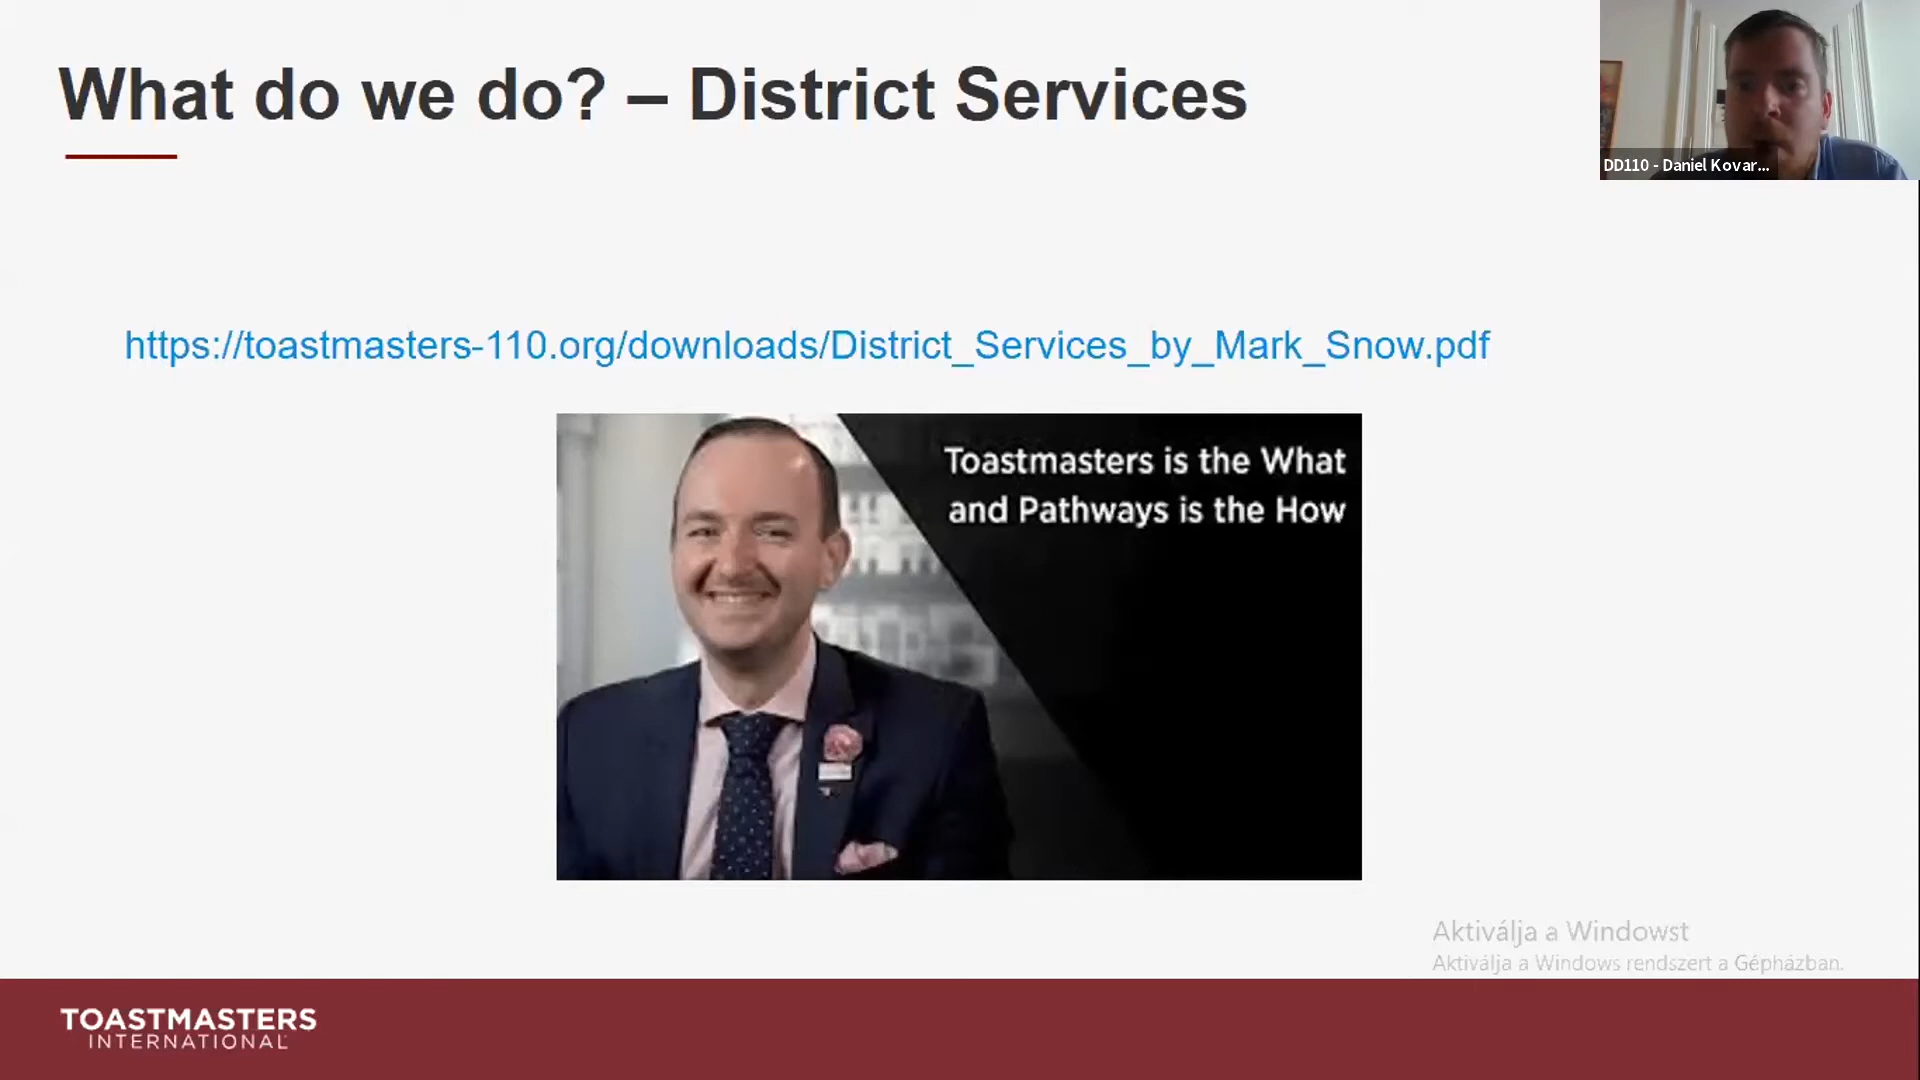 What do we do? – District Services
DD110 - Daniel Kovar...
https://toastmasters-110.org/downloads/District_Services_by_Mark_Snow.pdf
Toastmasters is the What
and Pathways is the How
Aktiválja a Windowst
Aktiválja a Windows rendszert a Gépházban.
TOASTMASTERS
INTERNATIONAL